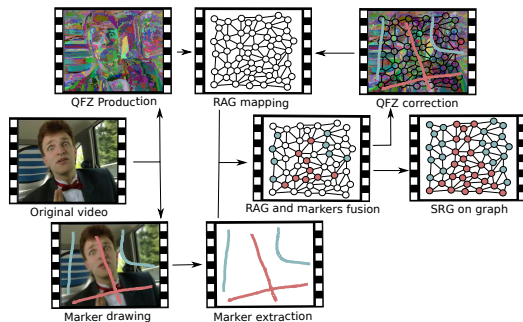 QFZ Production
RAG mapping
QFZ correction
Original video
RAG and markers fusion
SRG on graph
Marker drawing
Marker extraction